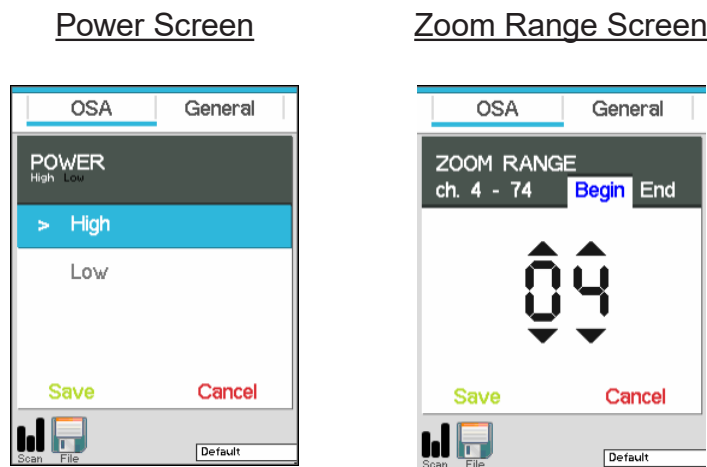 Power Screen
OSA General
POWER
High Low
> High
Low
Save Cancel
Scan File Default
Zoom Range Screen
OSA General
ZOOM RANGE
ch. 4 - 74 Begin End
04
Save Cancel
Scan File Default